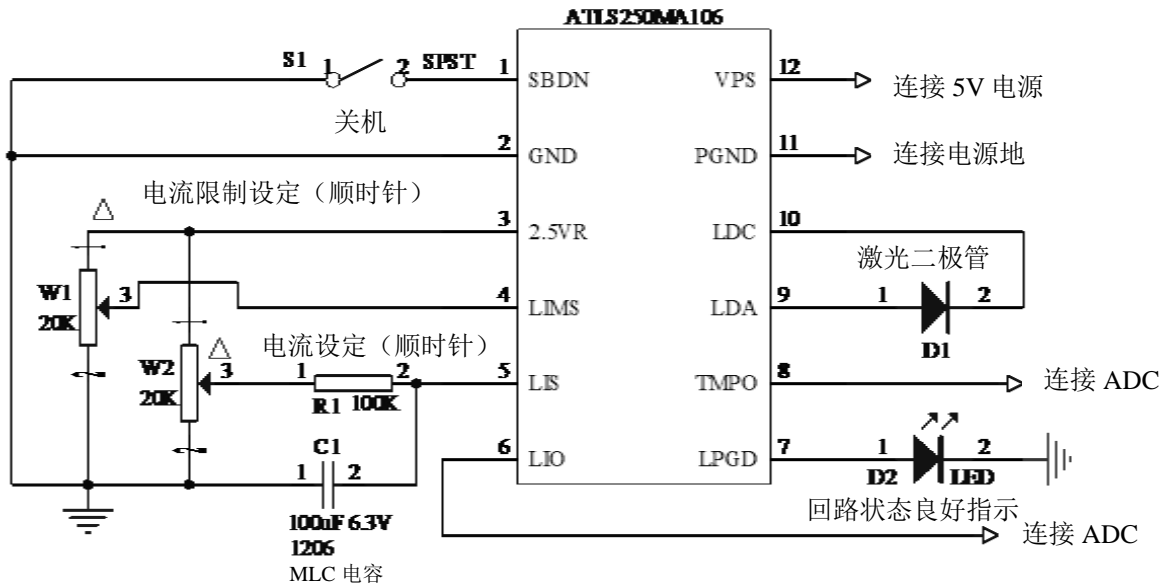 ATLS250MA106
S1 1 2 SPST 1 SBDN VPS 12 连接 5V 电源
关机
2 GND PGND 11 连接电源地
电流限制设定（顺时针）
3 2.5VR LDC 10
激光二极管
W1 3 4 LIMS LDA 9 1 2
20K
D1
电流设定（顺时针）
W2 3 1 2 5 LIS TMPO 8 连接 ADC
20K R1 100K
C1
1 2 6 LIO LPGD 7 1 2
D2 LED
100uF 6.3V
回路状态良好指示
1206
连接 ADC
MLC 电容